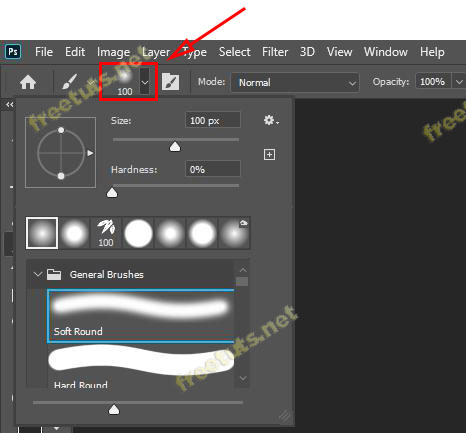 Ps File Edit Image Layer Type Select Filter 3D View Window Help
100 Mode: Normal Opacity: 100%
freetuts.net
freetuts
Size: 100 px
Hardness: 0%
100
General Brushes
Soft Round
freetuts.net
Hard Round